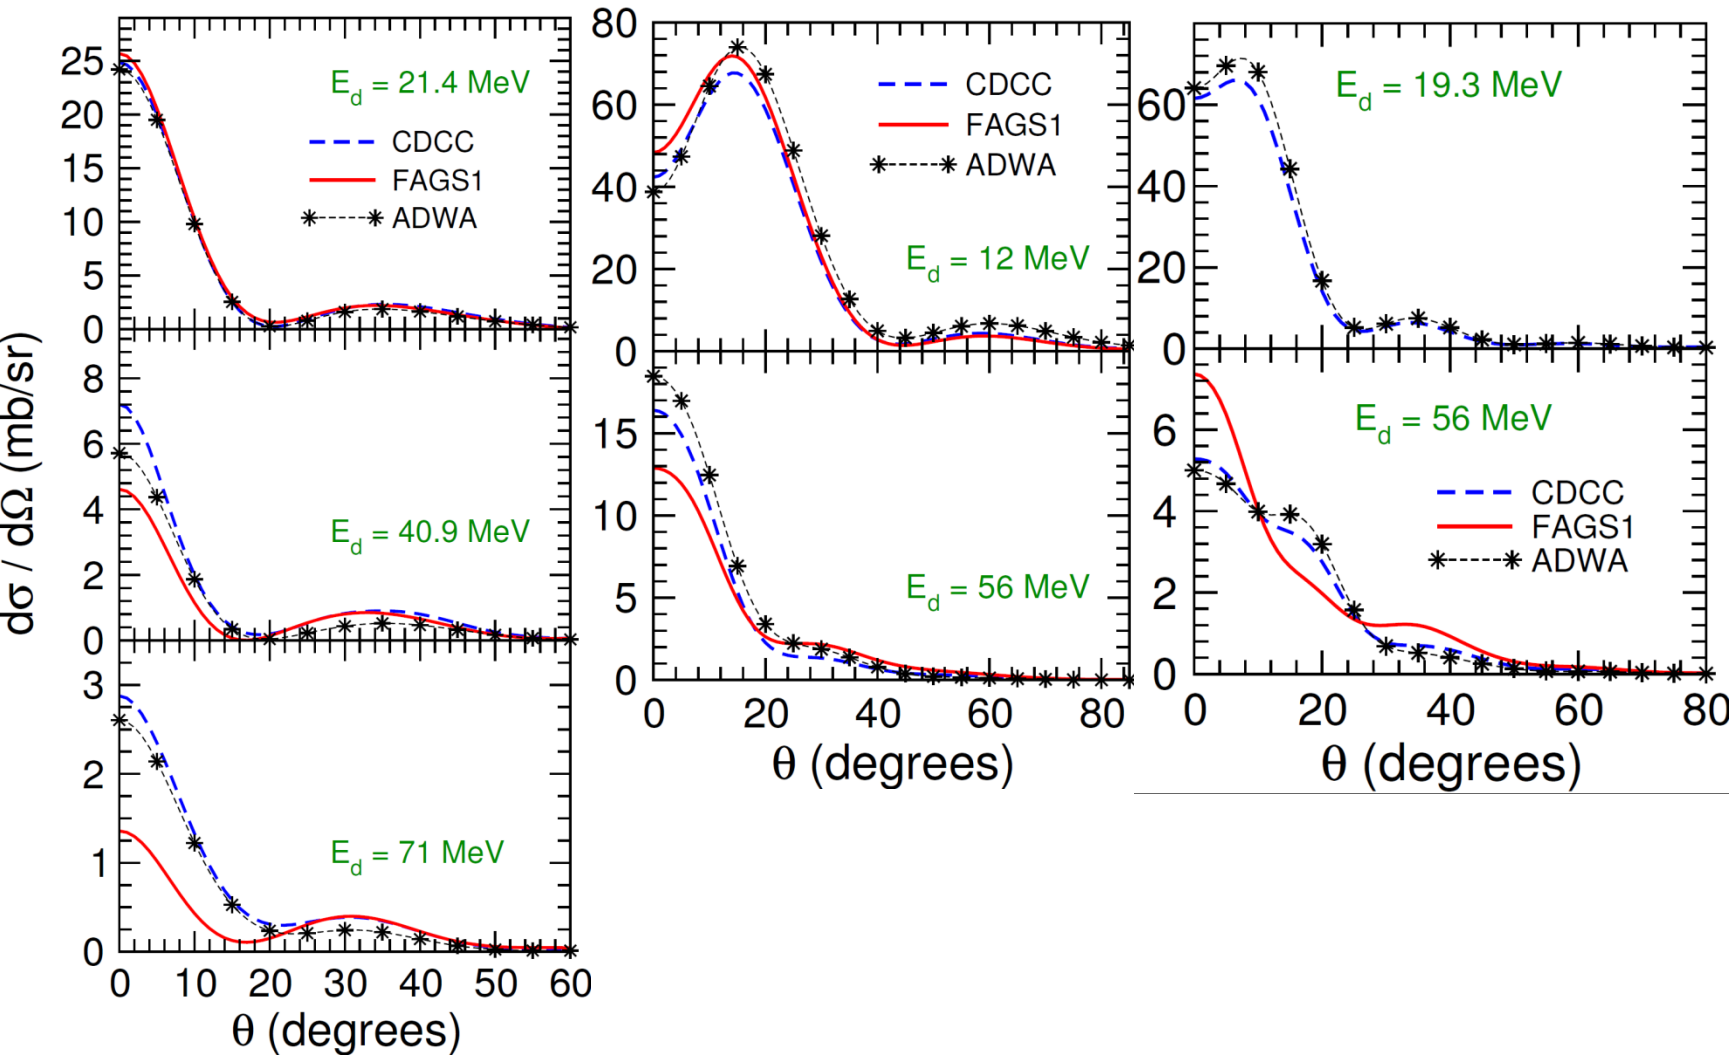 dσ / dΩ (mb/sr)
25
20
15
10
5
0
E_d = 21.4 MeV
CDCC
FAGS1
ADWA
8
6
4
2
0
E_d = 40.9 MeV
3
2
1
0
E_d = 71 MeV
0 10 20 30 40 50 60
θ (degrees)
80
60
40
20
0
CDCC
FAGS1
ADWA
E_d = 12 MeV
15
10
5
0
E_d = 56 MeV
0 20 40 60 80
θ (degrees)
60
40
20
0
E_d = 19.3 MeV
6
4
2
0
E_d = 56 MeV
CDCC
FAGS1
ADWA
0 20 40 60 80
θ (degrees)